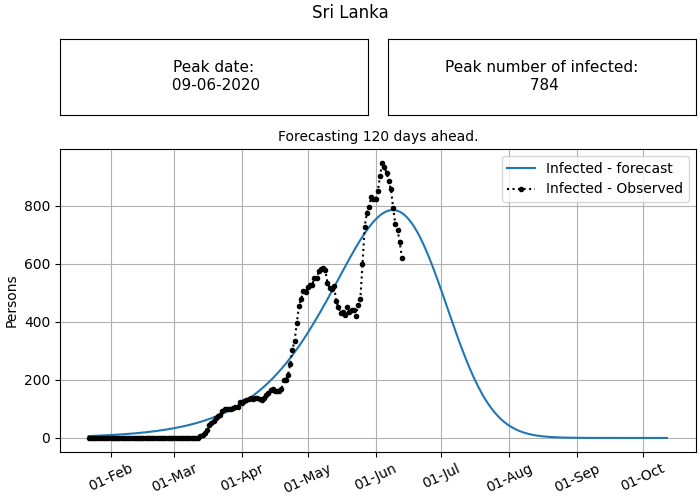 Sri Lanka
Peak date:
09-06-2020
Peak number of infected:
784
Forecasting 120 days ahead.
Infected - forecast
Infected - Observed
Persons
800
600
400
200
0
01-Feb
01-Mar
01-Apr
01-May
01-Jun
01-Jul
01-Aug
01-Sep
01-Oct